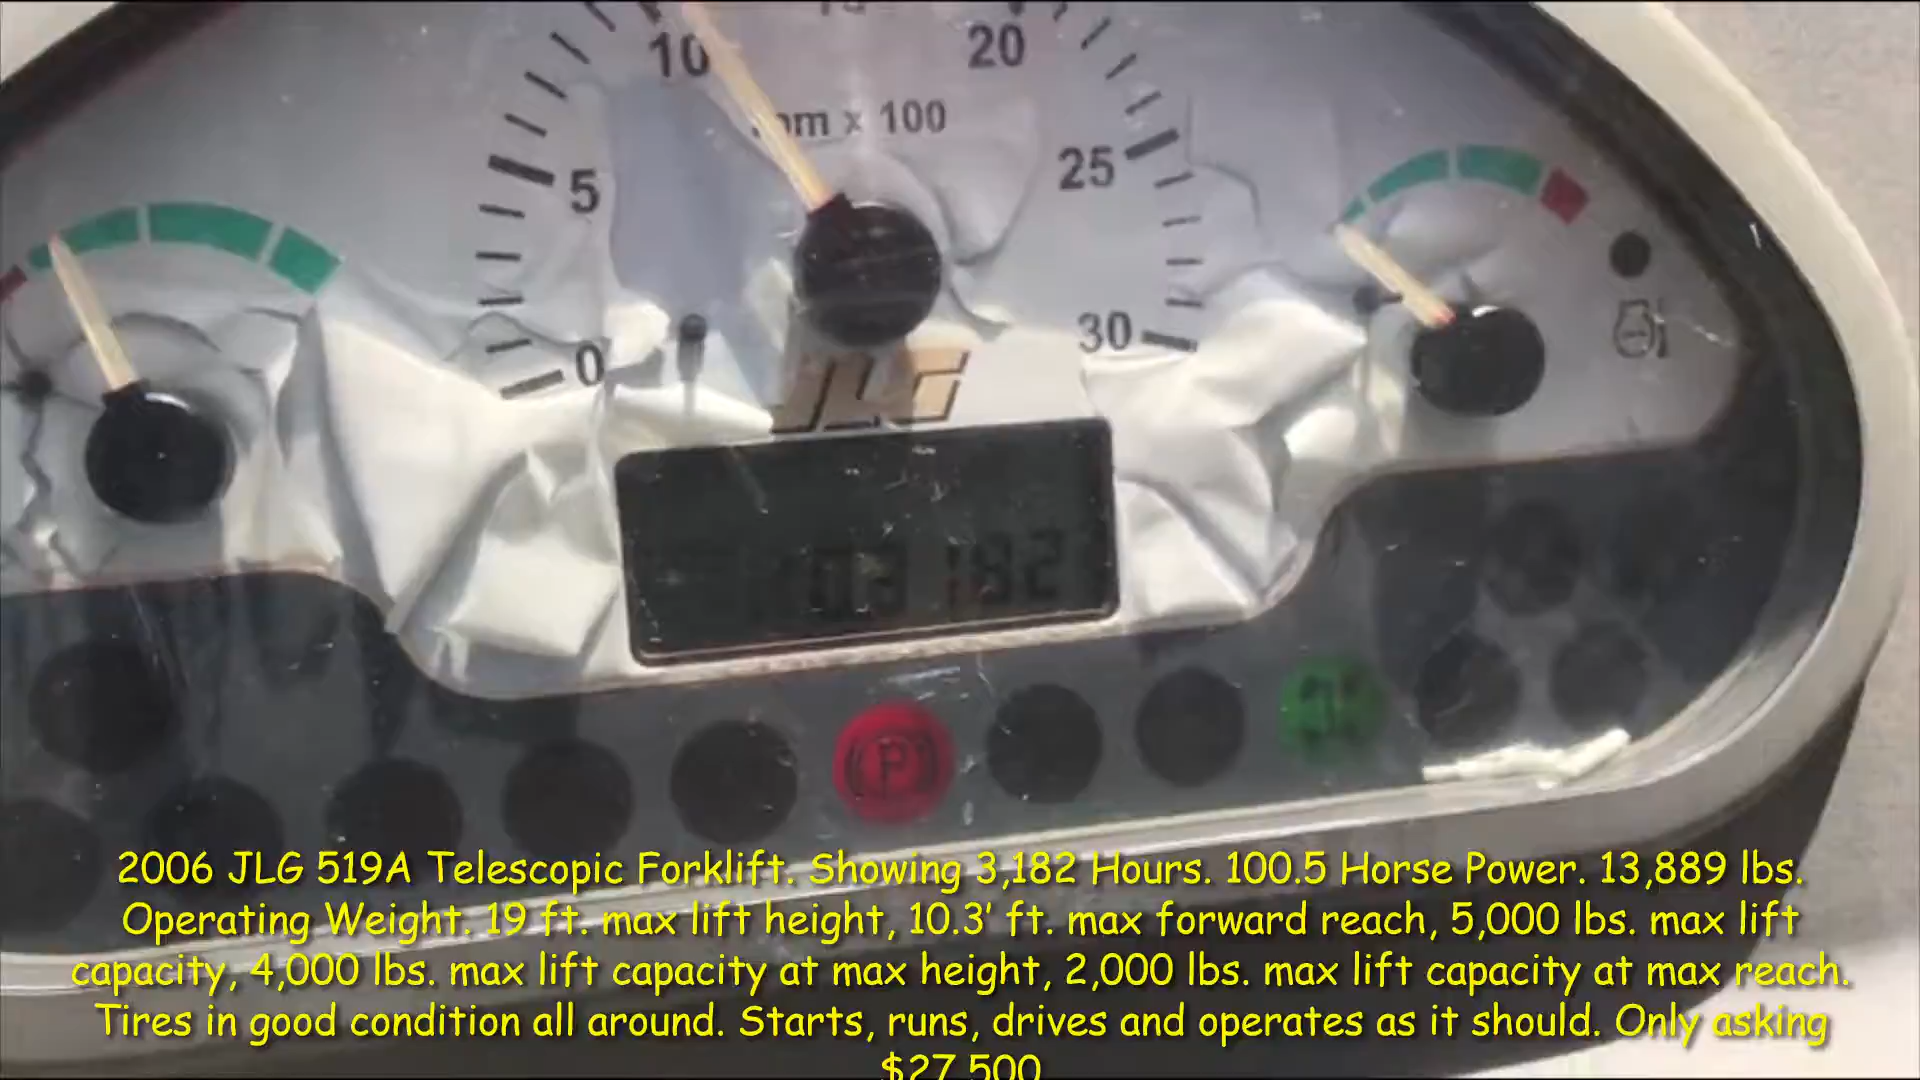 10
20
rpm x 100
5
25
0
30
JLG
03182
P
2006 JLG 519A Telescopic Forklift. Showing 3,182 Hours. 100.5 Horse Power. 13,889 lbs.
Operating Weight. 19 ft. max lift height, 10.3' ft. max forward reach, 5,000 lbs. max lift
capacity, 4,000 lbs. max lift capacity at max height, 2,000 lbs. max lift capacity at max reach.
Tires in good condition all around. Starts, runs, drives and operates as it should. Only asking
$27,500